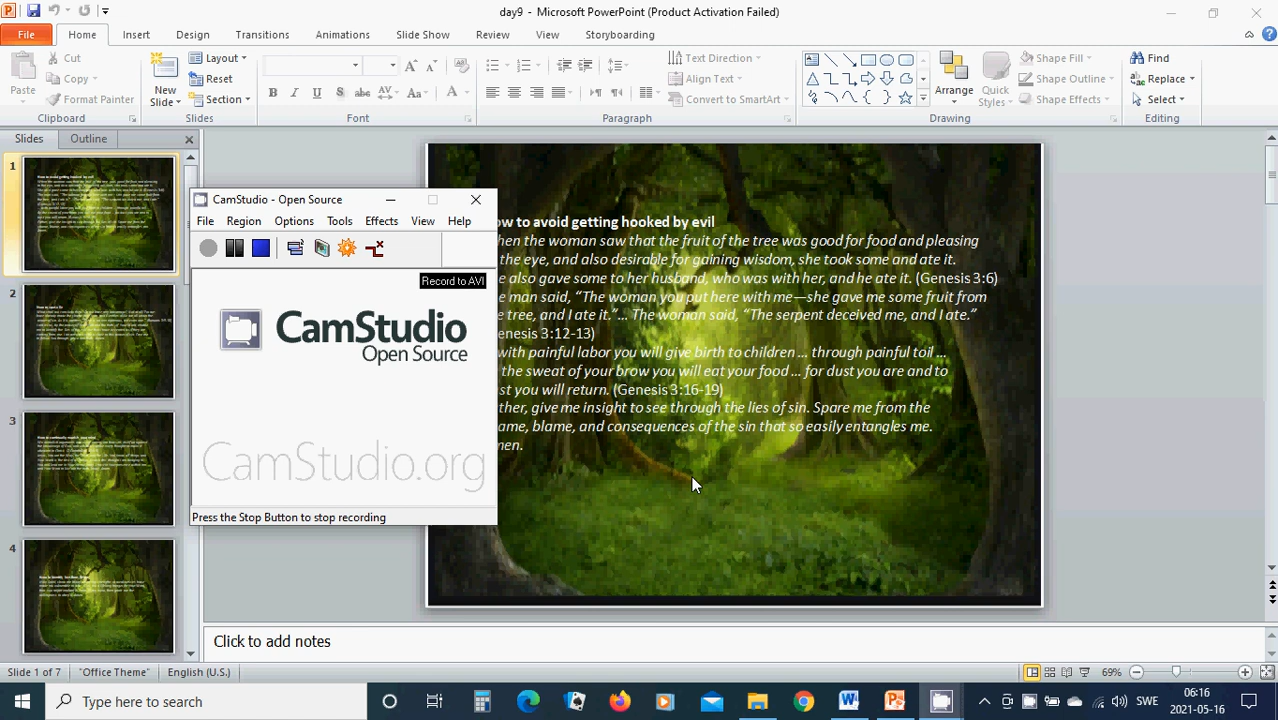 day9 - Microsoft PowerPoint (Product Activation Failed)
File Home Insert Design Transitions Animations Slide Show Review View Storyboarding
Cut
Copy
Format Painter
Paste
Clipboard
New
Slide
Layout
Reset
Section
Slides
B I U S abc AV Aa A
Font
Paragraph
Text Direction
Align Text
Convert to SmartArt
Arrange
Quick
Styles
Shape Fill
Shape Outline
Shape Effects
Drawing
Find
Replace
Select
Editing
Slides Outline
1
2
3
4
CamStudio - Open Source
File Region Options Tools Effects View Help
Record to AVI
CamStudio
Open Source
CamStudio.org
Press the Stop Button to stop recording
ow to avoid getting hooked by evil
hen the woman saw that the fruit of the tree was good for food and pleasing
the eye, and also desirable for gaining wisdom, she took some and ate it.
e also gave some to her husband, who was with her, and he ate it. (Genesis 3:6)
e man said, “The woman you put here with me—she gave me some fruit from
e tree, and I ate it.”... The woman said, “The serpent deceived me, and I ate.”
enesis 3:12-13)
with painful labor you will give birth to children ... through painful toil ...
the sweat of your brow you will eat your food ... for dust you are and to
st you will return. (Genesis 3:16-19)
ther, give me insight to see through the lies of sin. Spare me from the
ame, blame, and consequences of the sin that so easily entangles me.
men.
Click to add notes
Slide 1 of 7 "Office Theme" English (U.S.) 69%
Type here to search
SWE
06:16
2021-05-16